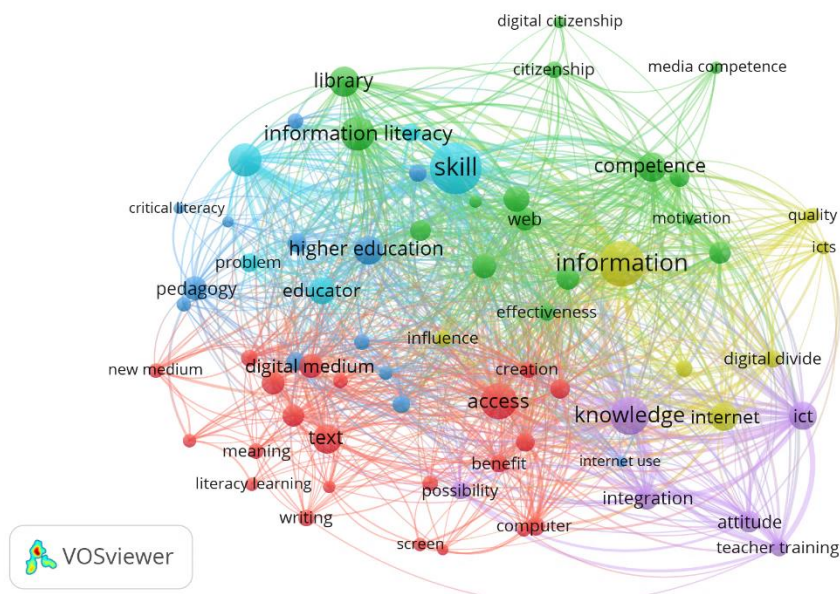 digital citizenship
citizenship
media competence
library
information literacy
skill
competence
critical literacy
web
motivation
quality
higher education
icts
problem
information
pedagogy
educator
effectiveness
influence
new medium
digital medium
creation
digital divide
access
knowledge
internet
ict
text
meaning
benefit
internet use
literacy learning
possibility
integration
writing
computer
attitude
screen
teacher training
VOSviewer